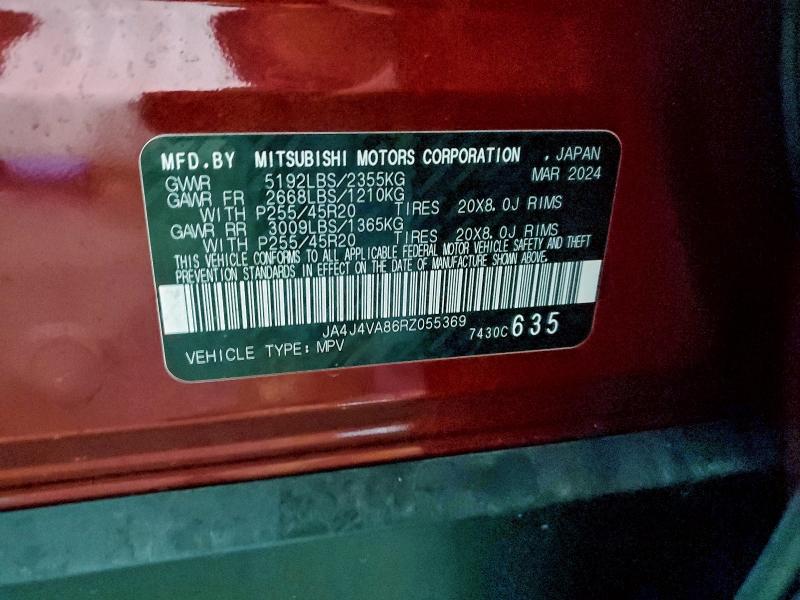 MFD.BY MITSUBISHI MOTORS CORPORATION , JAPAN
MAR 2024
GVWR 5192LBS/2355KG
GAWR FR 2668LBS/1210KG
WITH P255/45R20 TIRES 20X8.0J RIMS
GAWR RR 3009LBS/1365KG
WITH P255/45R20 TIRES 20X8.0J RIMS
THIS VEHICLE CONFORMS TO ALL APPLICABLE FEDERAL MOTOR VEHICLE SAFETY AND THEFT
PREVENTION STANDARDS IN EFFECT ON THE DATE OF MANUFACTURE SHOWN ABOVE.
JA4J4VA86RZ055369
7430C 635
VEHICLE TYPE: MPV